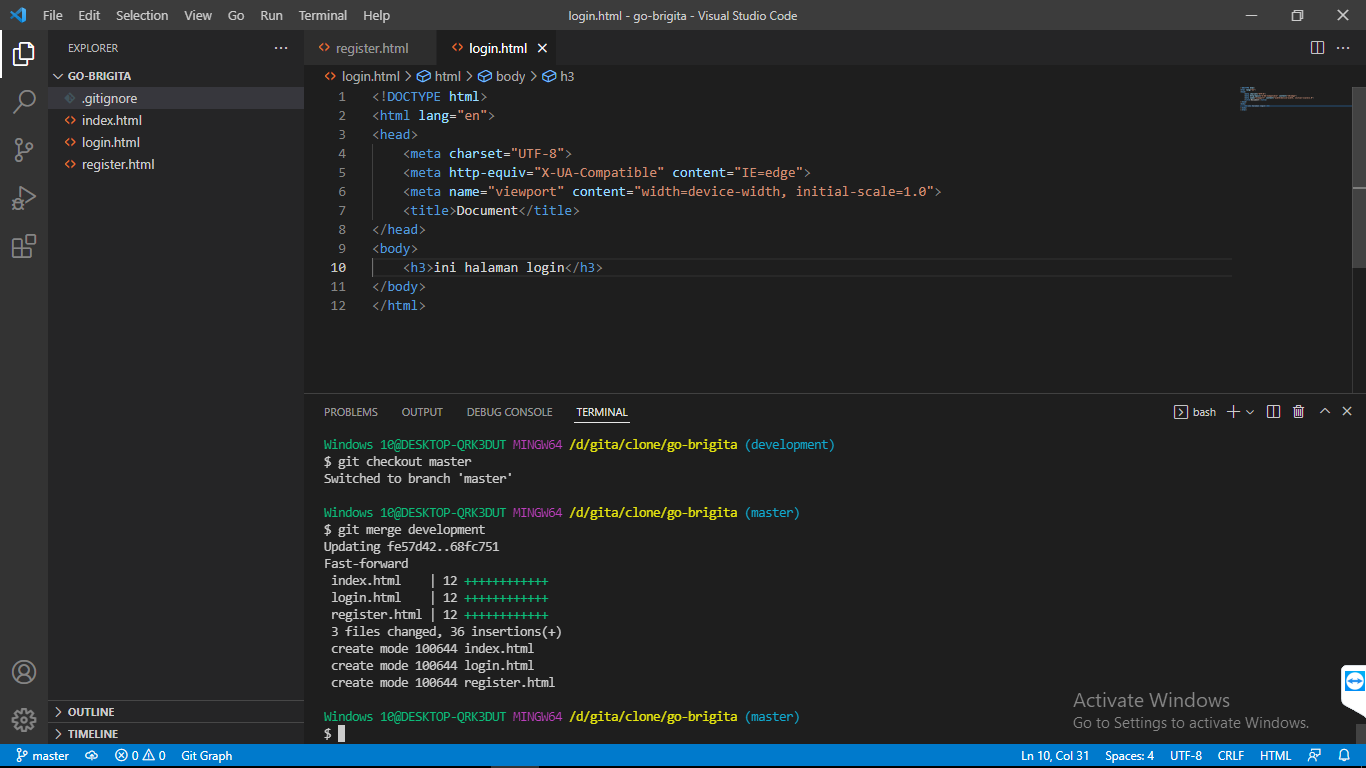 File Edit Selection View Go Run Terminal Help
login.html - go-brigita - Visual Studio Code
EXPLORER
GO-BRIGITA
.gitignore
index.html
login.html
register.html
OUTLINE
TIMELINE
register.html
login.html
login.html > html > body > h3
1 <!DOCTYPE html>
2 <html lang="en">
3 <head>
4 <meta charset="UTF-8">
5 <meta http-equiv="X-UA-Compatible" content="IE=edge">
6 <meta name="viewport" content="width=device-width, initial-scale=1.0">
7 <title>Document</title>
8 </head>
9 <body>
10 <h3>ini halaman login</h3>
11 </body>
12 </html>
PROBLEMS OUTPUT DEBUG CONSOLE TERMINAL
bash
Windows 10@DESKTOP-QRK3DUT MINGW64 /d/gita/clone/go-brigita (development)
$ git checkout master
Switched to branch 'master'
Windows 10@DESKTOP-QRK3DUT MINGW64 /d/gita/clone/go-brigita (master)
$ git merge development
Updating fe57d42..68fc751
Fast-forward
index.html | 12 ++++++++++++
login.html | 12 ++++++++++++
register.html | 12 ++++++++++++
3 files changed, 36 insertions(+)
create mode 100644 index.html
create mode 100644 login.html
create mode 100644 register.html
Windows 10@DESKTOP-QRK3DUT MINGW64 /d/gita/clone/go-brigita (master)
$
Activate Windows
Go to Settings to activate Windows.
master 0 0 Git Graph
Ln 10, Col 31 Spaces: 4 UTF-8 CRLF HTML